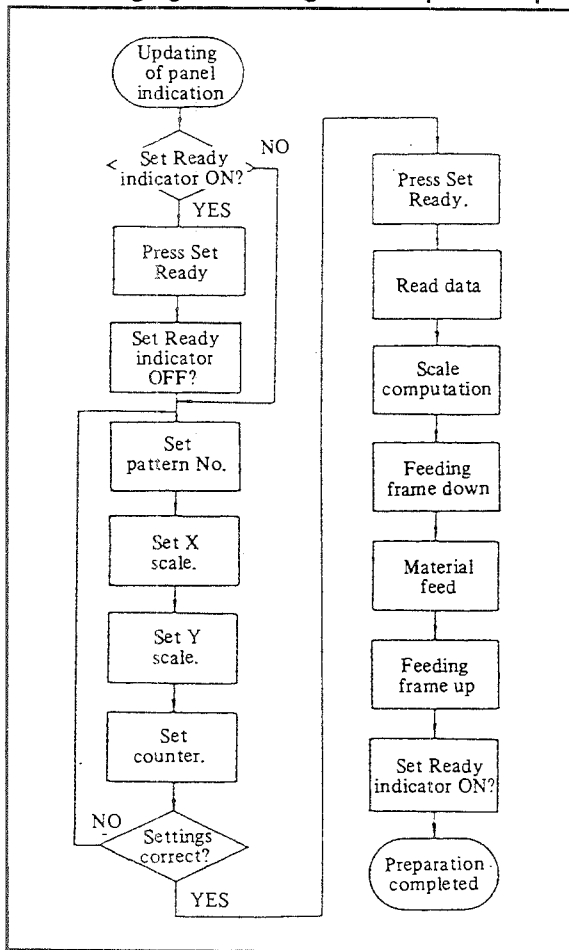 Updating
of panel
indication
Set Ready
indicator ON?
NO
YES
Press Set
Ready
Set Ready
indicator
OFF?
Set
pattern No.
Set X
scale.
Set Y
scale.
Set
counter.
NO
Settings
correct?
YES
Press Set
Ready.
Read data
Scale
computation
Feeding
frame down
Material
feed
Feeding
frame up
Set Ready
indicator ON?
Preparation
completed